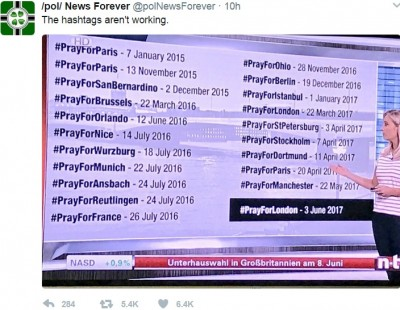 /pol/ News Forever @polNewsForever · 10h
The hashtags aren't working.
#PrayForParis - 7 January 2015
#PrayForParis - 13 November 2015
#PrayForSanBernardino - 2 December 2015
#PrayForBrussels - 22 March 2016
#PrayForOrlando - 12 June 2016
#PrayForNice - 14 July 2016
#PrayForWurzburg - 18 July 2016
#PrayForMunich - 22 July 2016
#PrayForAnsbach - 24 July 2016
#PrayForReutlingen - 24 July 2016
#PrayForFrance - 26 July 2016
#PrayForOhio - 28 November 2016
#PrayForBerlin - 19 December 2016
#PrayForIstanbul - 1 January 2017
#PrayForLondon - 22 March 2017
#PrayForStPetersburg - 3 April 2017
#PrayForStockholm - 7 April 2017
#PrayForDortmund - 11 April 2017
#PrayForParis - 20 April 2017
#PrayForManchester - 22 May 2017
#PrayForLondon - 3 June 2017
NASD +0,9% Unterhauswahl in Großbritannien am 8. Juni n-t
284 5.4K 6.4K